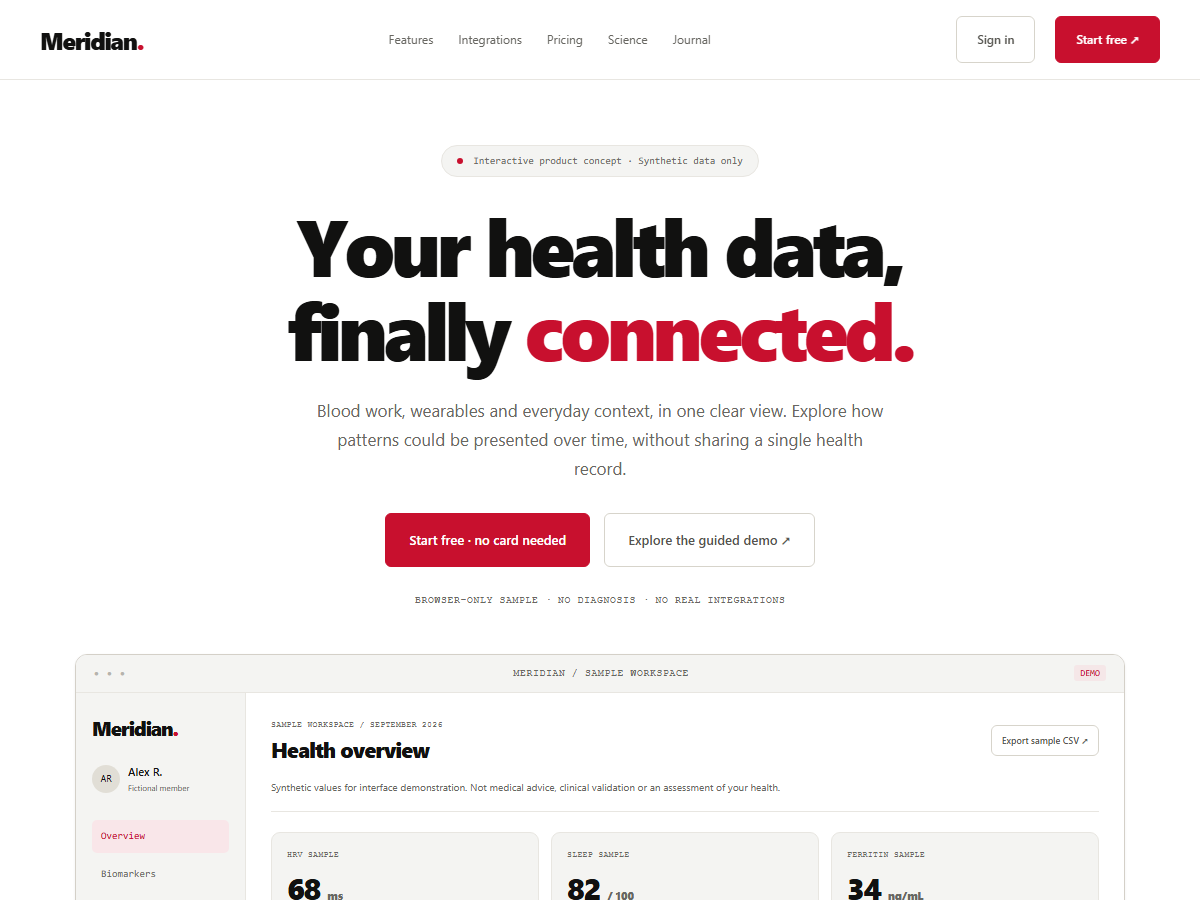 Meridian.
Features Integrations Pricing Science Journal
Sign in
Start free ↗
Interactive product concept · Synthetic data only
Your health data,
finally connected.
Blood work, wearables and everyday context, in one clear view. Explore how
patterns could be presented over time, without sharing a single health
record.
Start free · no card needed
Explore the guided demo ↗
BROWSER-ONLY SAMPLE · NO DIAGNOSIS · NO REAL INTEGRATIONS
MERIDIAN / SAMPLE WORKSPACE
DEMO
Meridian.
AR
Alex R.
Fictional member
Overview
Biomarkers
SAMPLE WORKSPACE / SEPTEMBER 2026
Health overview
Export sample CSV ↗
Synthetic values for interface demonstration. Not medical advice, clinical validation or an assessment of your health.
HRV SAMPLE
68 ms
SLEEP SAMPLE
82 / 100
FERRITIN SAMPLE
34 ng/mL